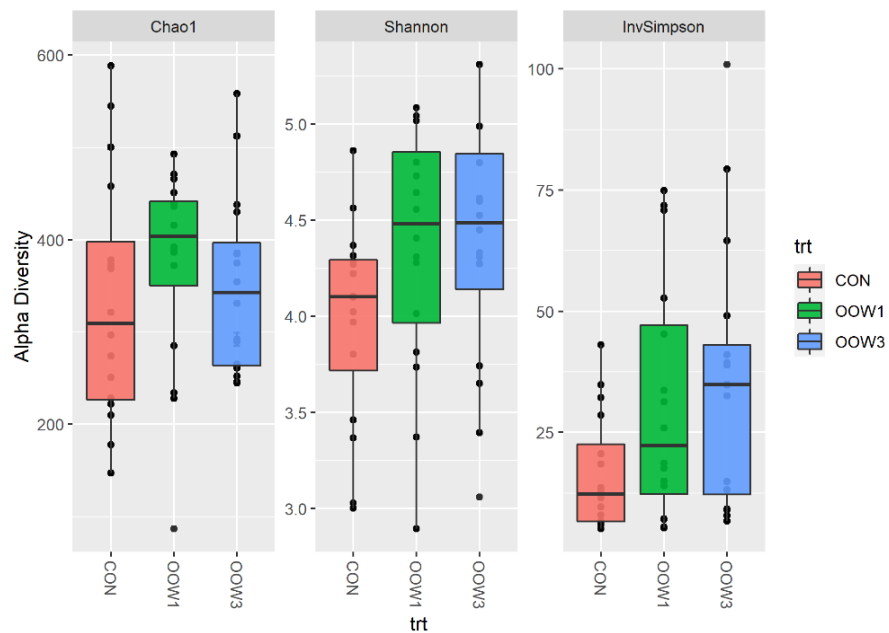 Chao1 Shannon InvSimpson
Alpha Diversity
600
400
200
5.0
4.5
4.0
3.5
3.0
100
75
50
25
CON OOW1 OOW3 CON OOW1 OOW3 CON OOW1 OOW3
trt
trt
CON
OOW1
OOW3